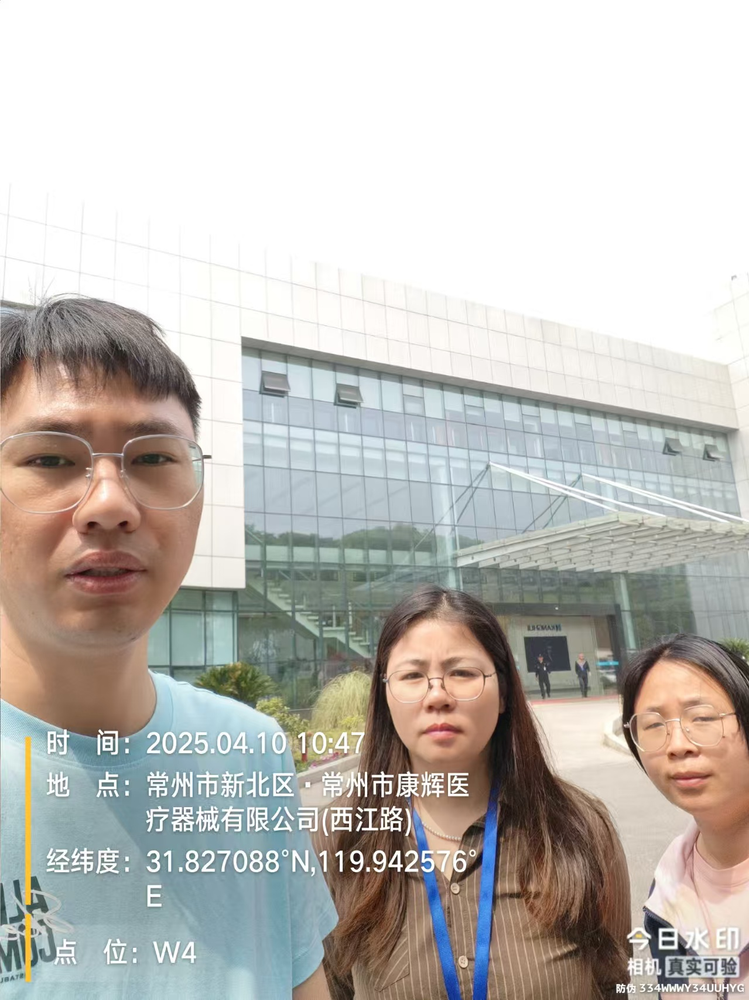 KANGHUI
时 间：2025.04.10 10:47
地 点：常州市新北区·常州市康辉医
疗器械有限公司(西江路)
经纬度：31.827088°N,119.942576°
E
点 位：W4
今日水印
相机 真实可验
防伪 334WWWY34UUHYG